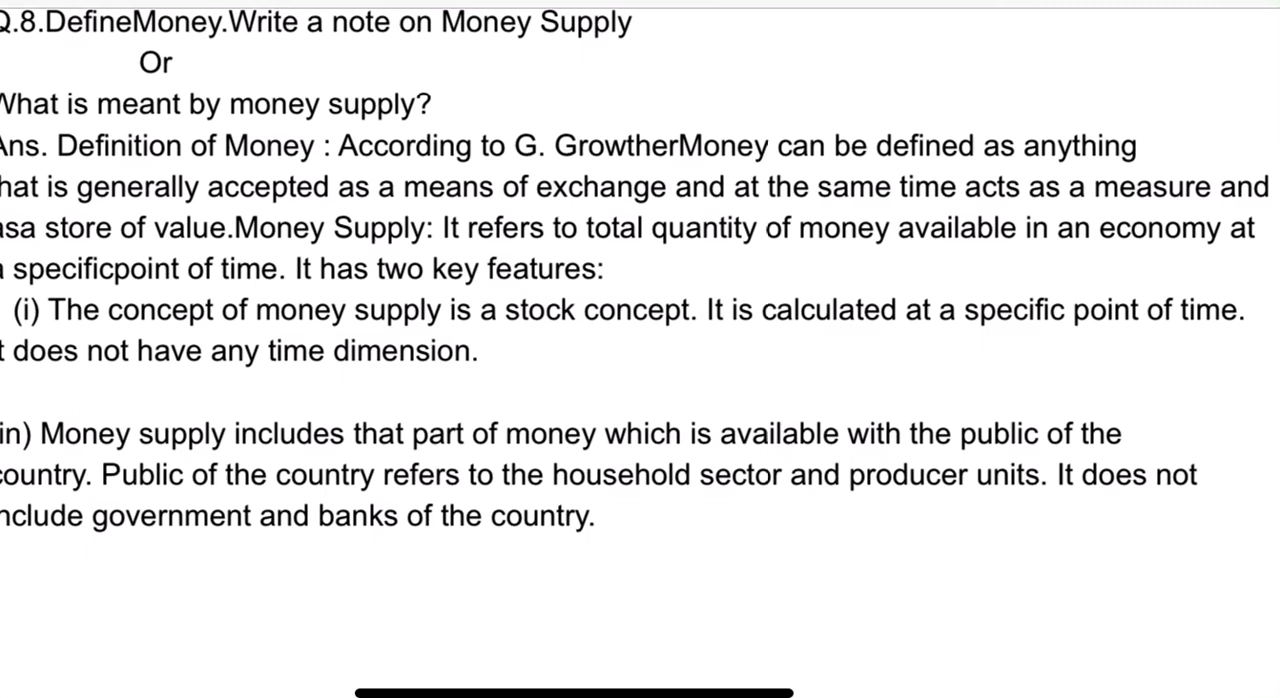 Q.8.DefineMoney.Write a note on Money Supply
Or
What is meant by money supply?
Ans. Definition of Money : According to G. GrowtherMoney can be defined as anything
hat is generally accepted as a means of exchange and at the same time acts as a measure and
asa store of value.Money Supply: It refers to total quantity of money available in an economy at
a specificpoint of time. It has two key features:
(i) The concept of money supply is a stock concept. It is calculated at a specific point of time.
t does not have any time dimension.
in) Money supply includes that part of money which is available with the public of the
country. Public of the country refers to the household sector and producer units. It does not
nclude government and banks of the country.